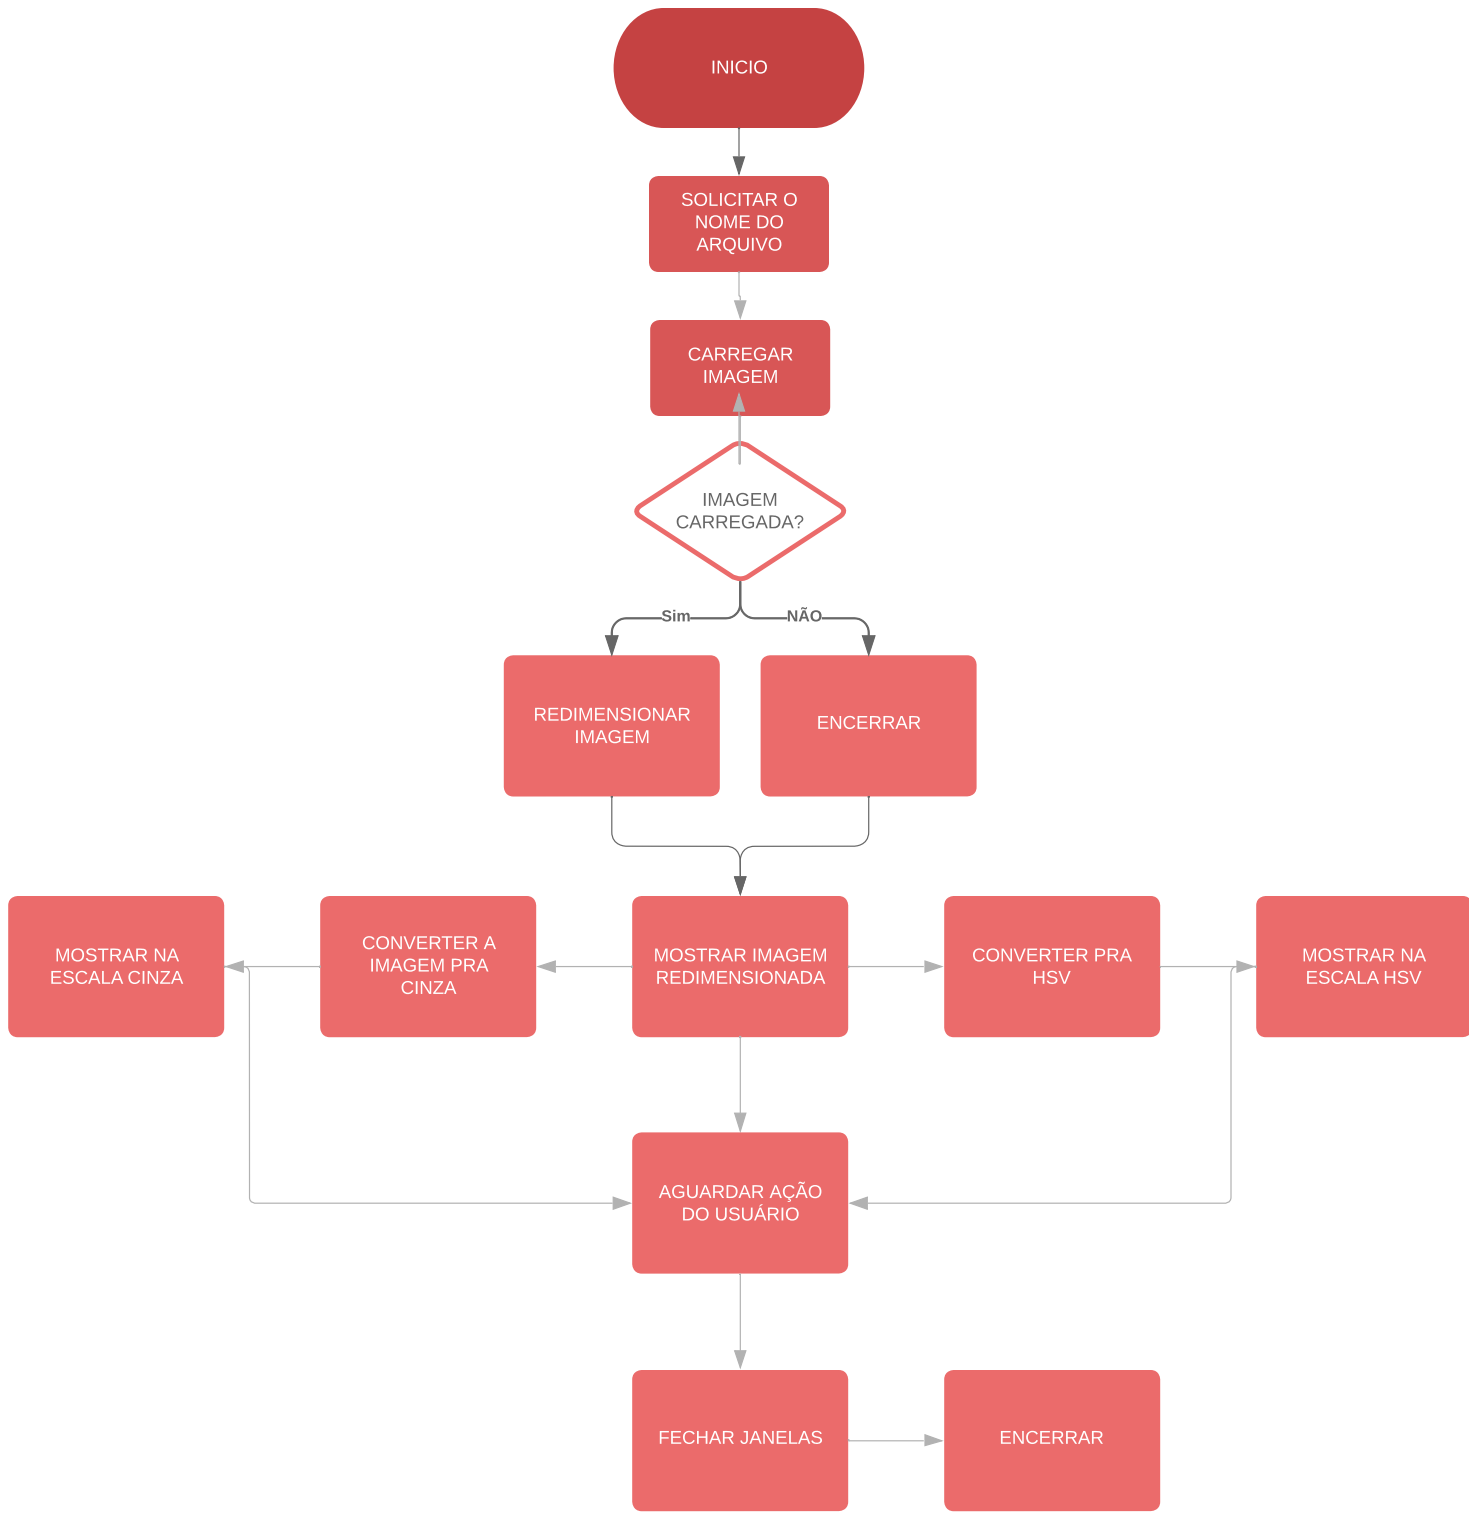 INICIO
SOLICITAR O
NOME DO
ARQUIVO
CARREGAR
IMAGEM
IMAGEM
CARREGADA?
Sim
NÃO
REDIMENSIONAR
IMAGEM
ENCERRAR
MOSTRAR NA
ESCALA CINZA
CONVERTER A
IMAGEM PRA
CINZA
MOSTRAR IMAGEM
REDIMENSIONADA
CONVERTER PRA
HSV
MOSTRAR NA
ESCALA HSV
AGUARDAR AÇÃO
DO USUÁRIO
FECHAR JANELAS
ENCERRAR